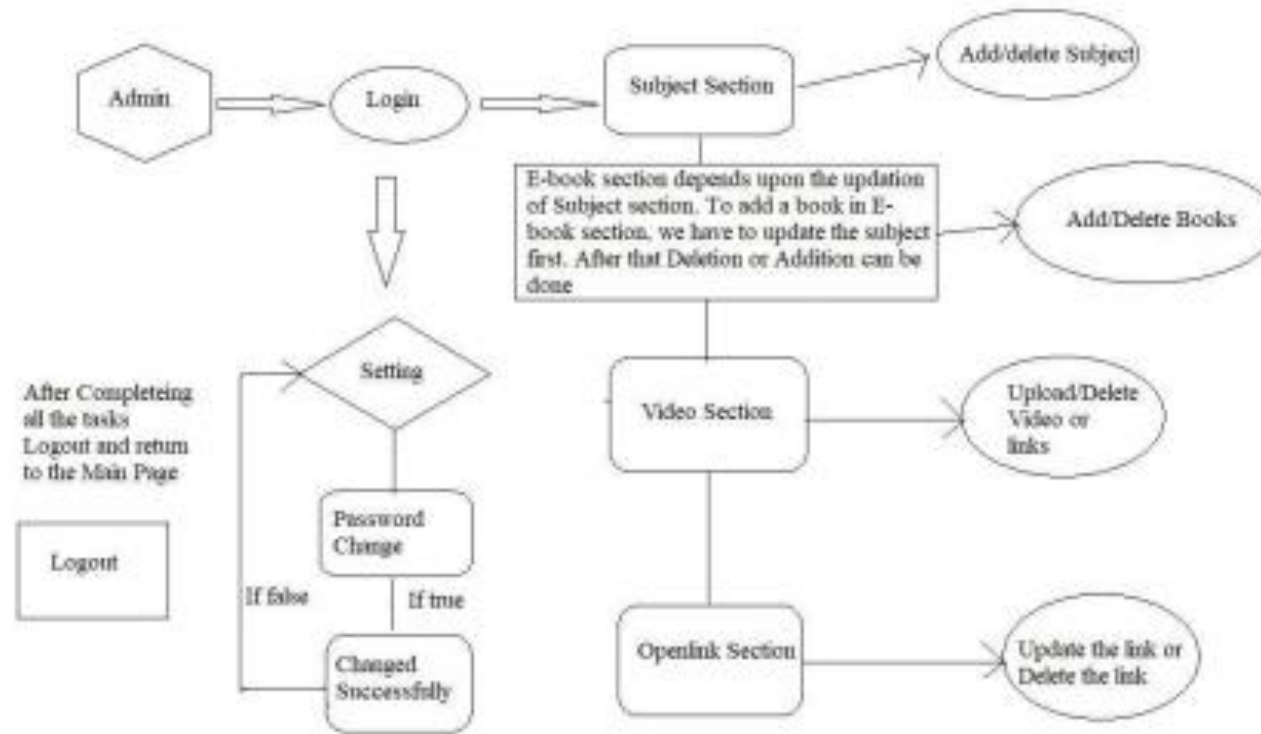 Admin
Login
Subject Section
Add/delete Subject
E-book section depends upon the updation
of Subject section. To add a book in E-
book section, we have to update the subject
first. After that Deletion or Addition can be
done
Add/Delete Books
Setting
Video Section
Upload/Delete
Video or
links
After Completeing
all the tasks
Logout and return
to the Main Page
Logout
Password
Change
If false
If true
Changed
Successfully
Openlink Section
Update the link or
Delete the link